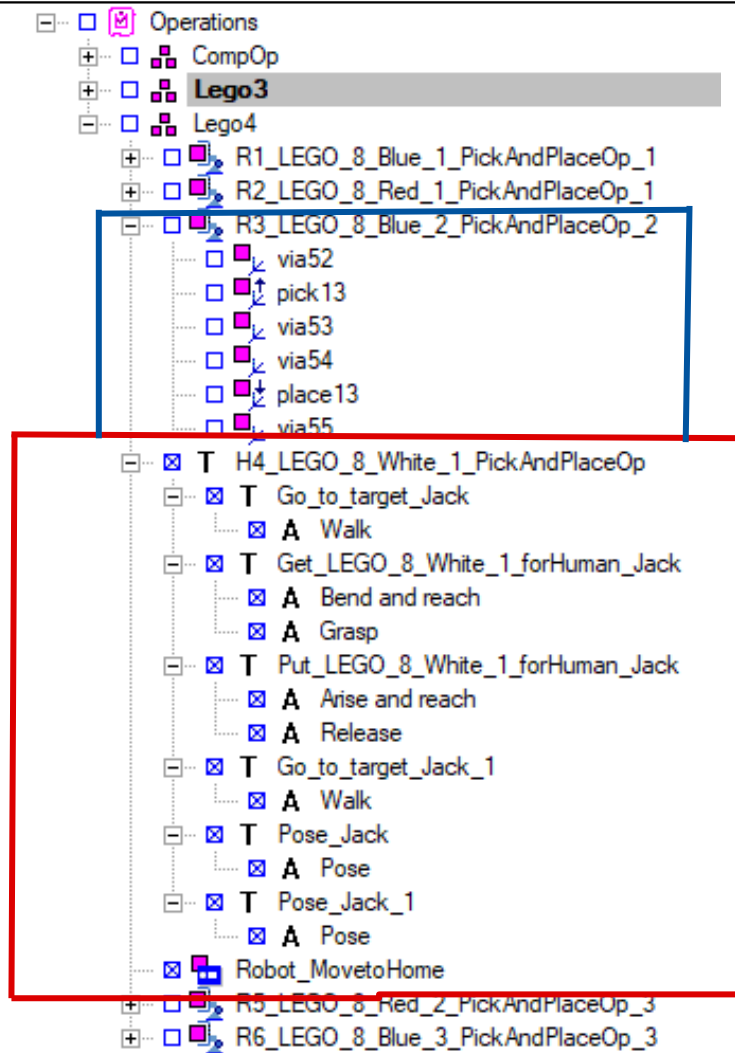 Operations
CompOp
Lego3
Lego4
R1_LEGO_8_Blue_1_PickAndPlaceOp_1
R2_LEGO_8_Red_1_PickAndPlaceOp_1
R3_LEGO_8_Blue_2_PickAndPlaceOp_2
via52
pick13
via53
via54
place13
via55
T H4_LEGO_8_White_1_PickAndPlaceOp
T Go_to_target_Jack
A Walk
T Get_LEGO_8_White_1_forHuman_Jack
A Bend and reach
A Grasp
T Put_LEGO_8_White_1_forHuman_Jack
A Arise and reach
A Release
T Go_to_target_Jack_1
A Walk
T Pose_Jack
A Pose
T Pose_Jack_1
A Pose
Robot_MovetoHome
R5_LEGO_8_Red_2_PickAndPlaceOp_3
R6_LEGO_8_Blue_3_PickAndPlaceOp_3